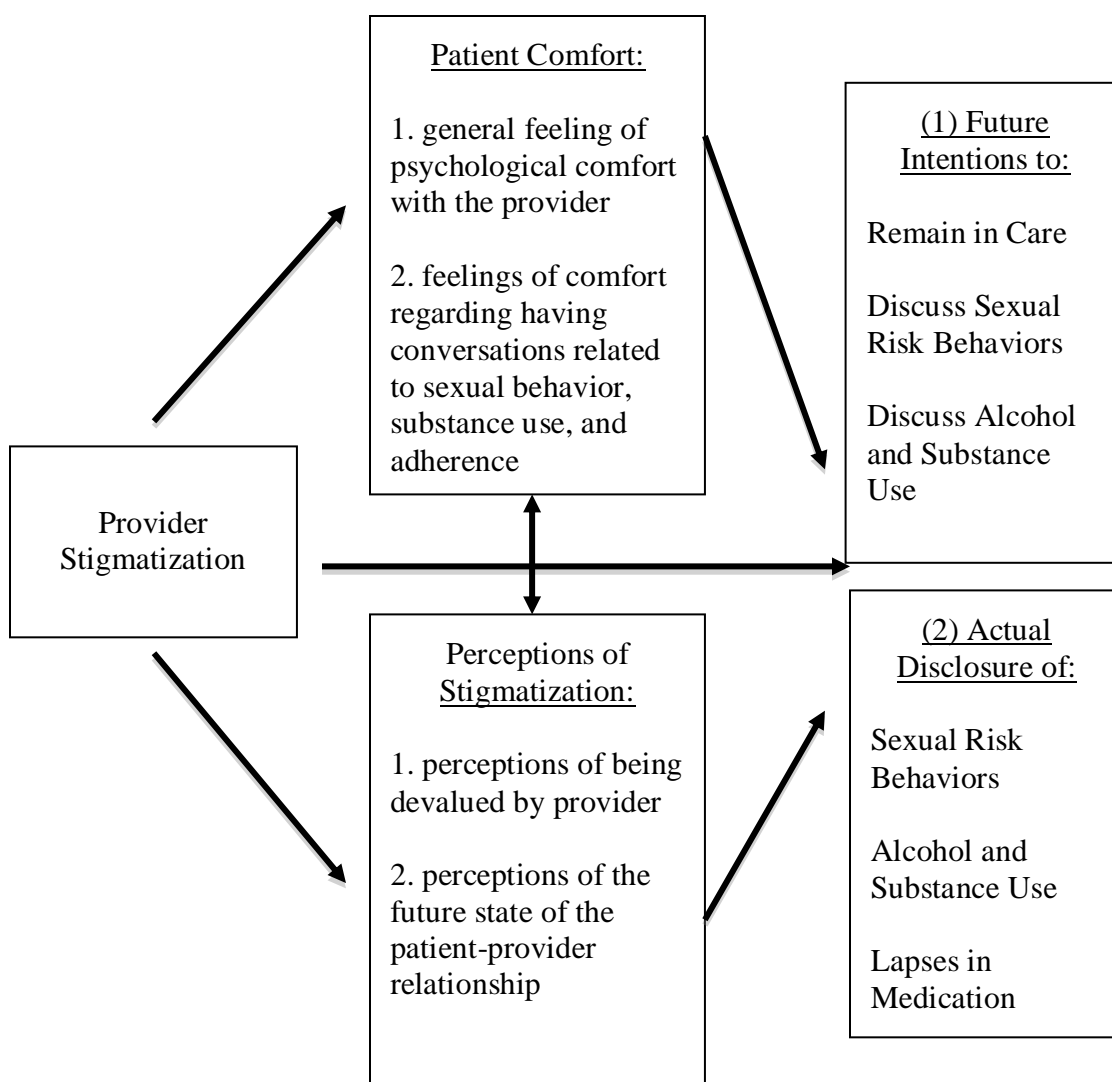 Provider
Stigmatization
Patient Comfort:
1. general feeling of
psychological comfort
with the provider
2. feelings of comfort
regarding having
conversations related
to sexual behavior,
substance use, and
adherence
Perceptions of
Stigmatization:
1. perceptions of being
devalued by provider
2. perceptions of the
future state of the
patient-provider
relationship
(1) Future
Intentions to:
Remain in Care
Discuss Sexual
Risk Behaviors
Discuss Alcohol
and Substance
Use
(2) Actual
Disclosure of:
Sexual Risk
Behaviors
Alcohol and
Substance Use
Lapses in
Medication